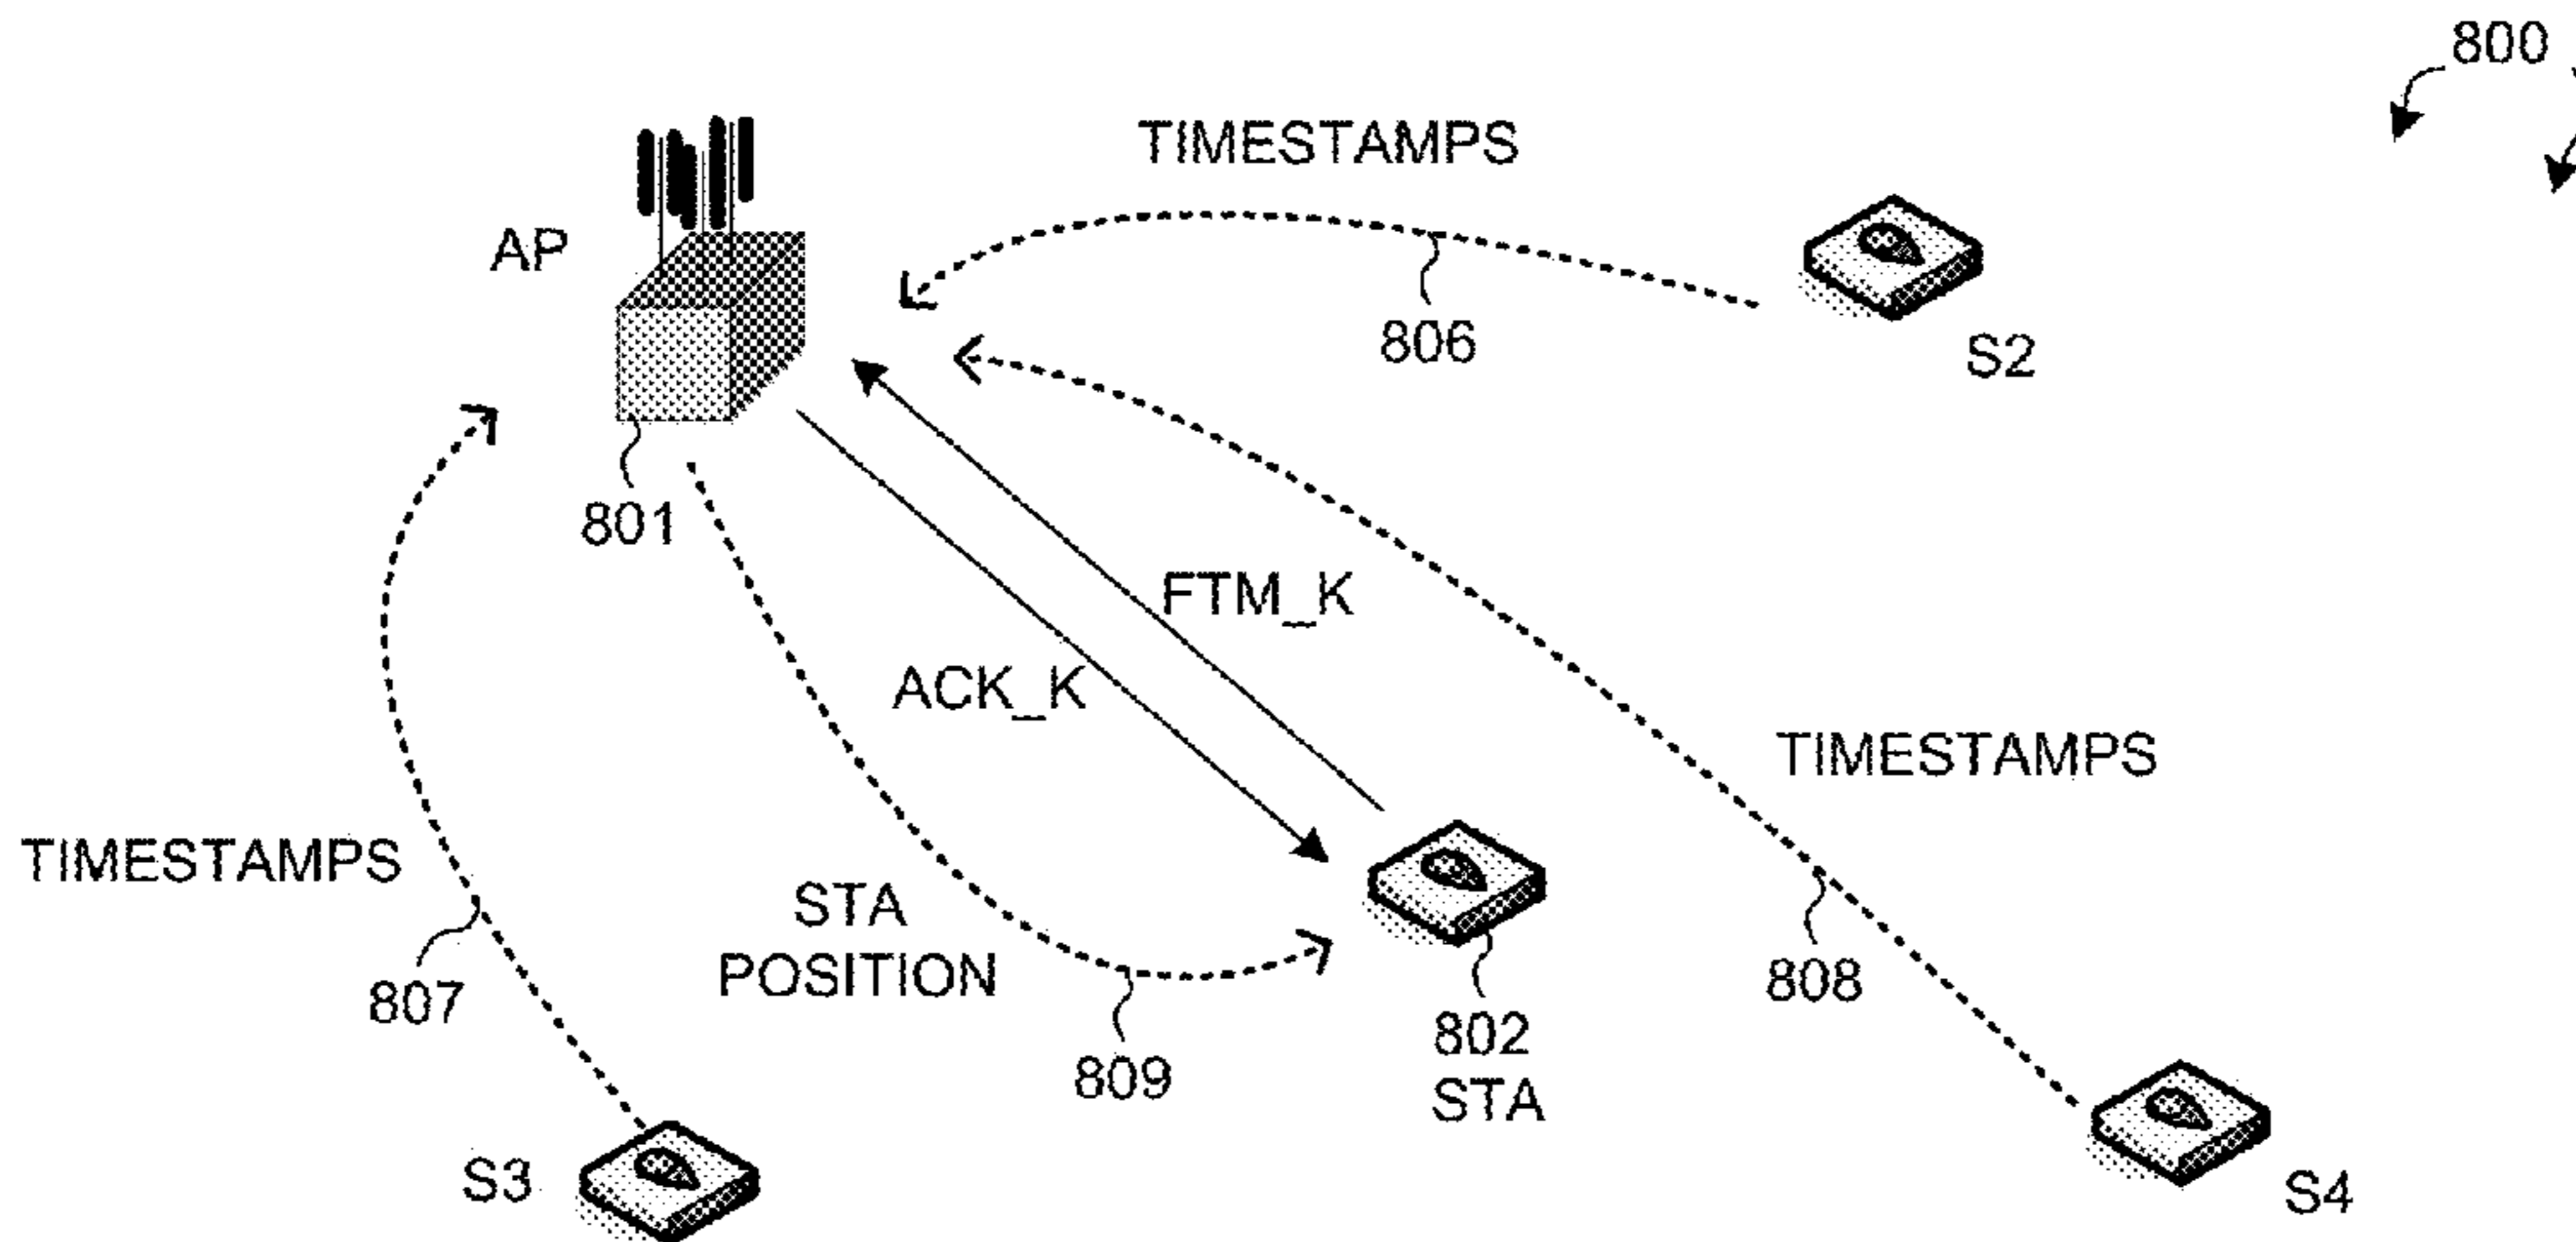 800
TIMESTAMPS
AP
806
S2
801
FTM_K
ACK_K
TIMESTAMPS
TIMESTAMPS
STA
POSITION
807
808
802
STA
809
S3
S4